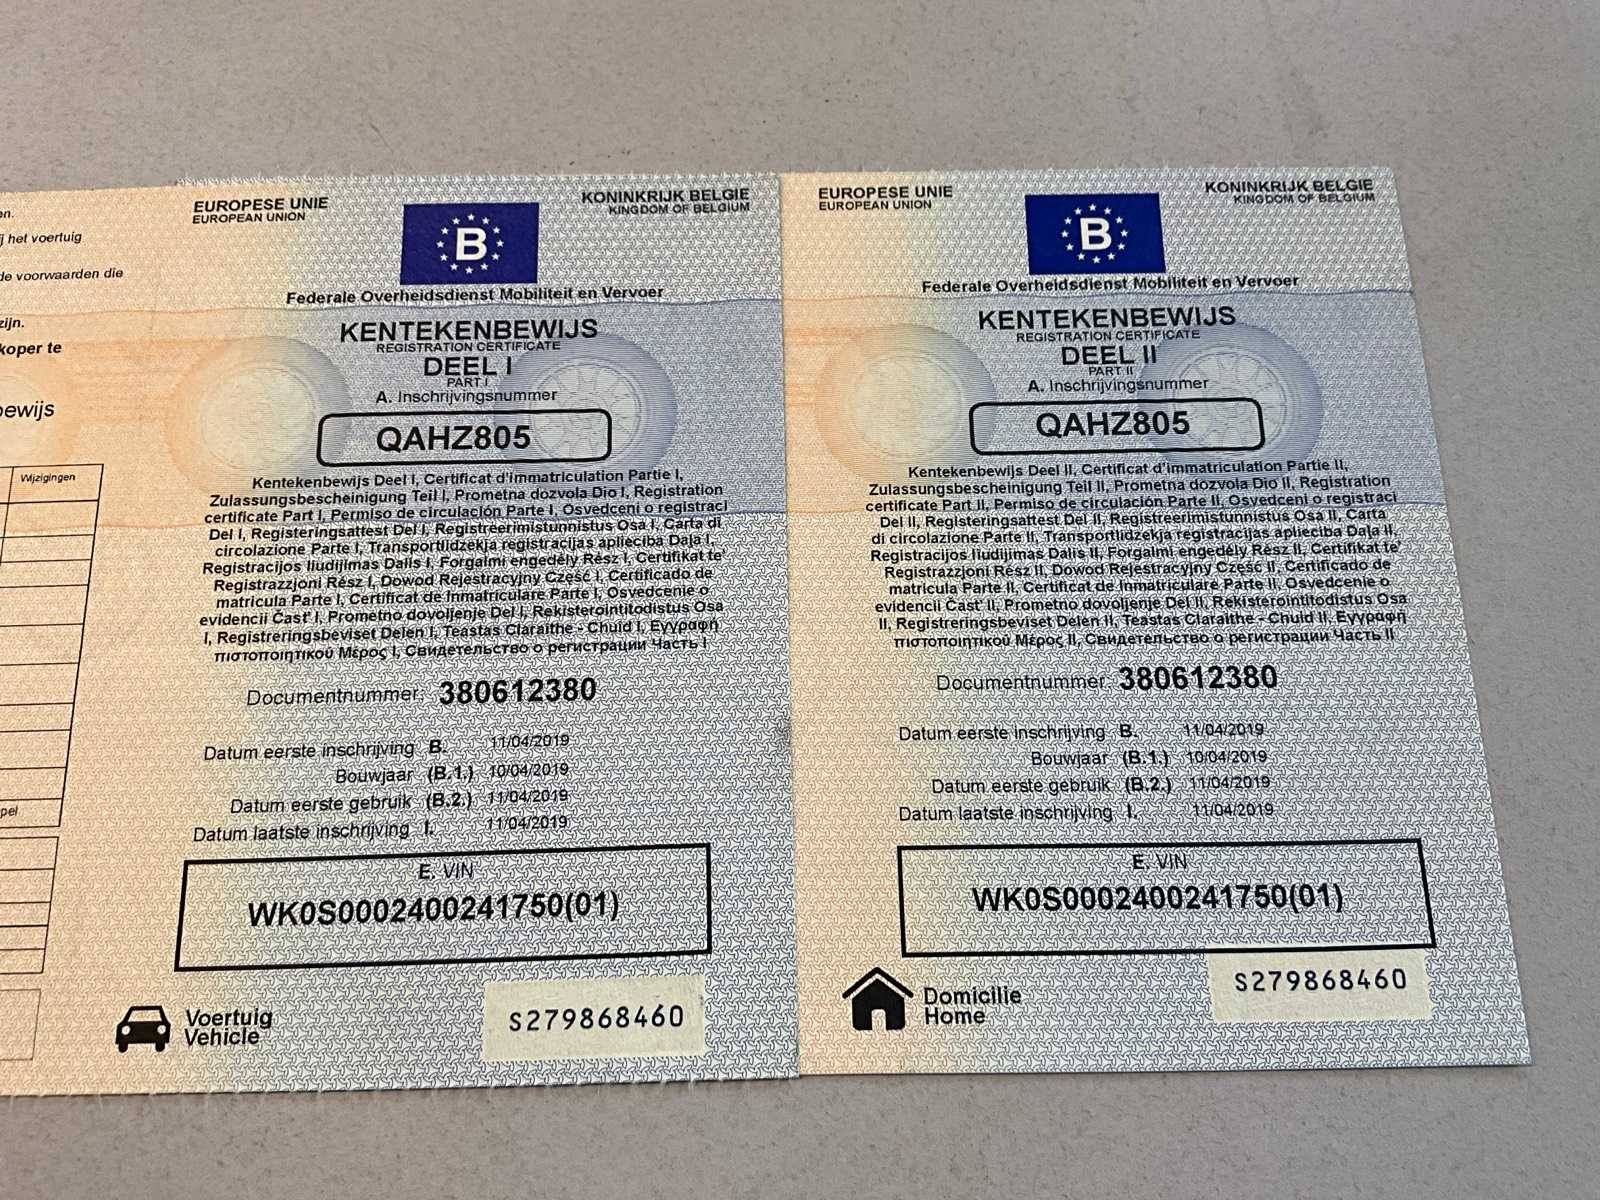 en.
j het voertuig
de voorwaarden die
zijn.
koper te
bewijs
Wijzigingen
pel
EUROPESE UNIE
EUROPEAN UNION
KONINKRIJK BELGIE
KINGDOM OF BELGIUM
B
Federale Overheidsdienst Mobiliteit en Vervoer
KENTEKENBEWIJS
REGISTRATION CERTIFICATE
DEEL I
PART I
A. Inschrijvingsnummer
QAHZ805
Kentekenbewijs Deel I, Certificat d'immatriculation Partie I,
Zulassungsbescheinigung Teil I, Prometna dozvola Dio I, Registration
certificate Part I, Permiso de circulación Parte I, Osvedceni o registraci
Del I, Registeringsattest Del I, Registreerimistunnistus Osa I, Carta di
circolazione Parte I, Transportlidzekja registracijas aplieciba Daļa I,
Registracijos liudijimas Dalis I, Forgalmi engedély Rész I, Certifikat te'
Registrazzjoni Rész I, Dowod Rejestracyjny Część I, Certificado de
matricula Parte I, Certificat de Inmatriculare Parte I, Osvedcenie o
evidencii Čast' I, Prometno dovoljenje Del I, Rekisterointitodistus Osa
I, Registreringsbeviset Delen I, Teastas Claraithe - Chuid I, Εγγραφή
πιστοποιητικού Μέρος I, Свидетельство о регистрации Часть I
Documentnummer: 380612380
Datum eerste inschrijving B. 11/04/2019
Bouwjaar (B.1.) 10/04/2019
Datum eerste gebruik (B.2.) 11/04/2019
Datum laatste inschrijving I. 11/04/2019
E. VIN
WK0S0002400241750(01)
Voertuig
Vehicle
S279868460
EUROPESE UNIE
EUROPEAN UNION
KONINKRIJK BELGIE
KINGDOM OF BELGIUM
B
Federale Overheidsdienst Mobiliteit en Vervoer
KENTEKENBEWIJS
REGISTRATION CERTIFICATE
DEEL II
PART II
A. Inschrijvingsnummer
QAHZ805
Kentekenbewijs Deel II, Certificat d'immatriculation Partie II,
Zulassungsbescheinigung Teil II, Prometna dozvola Dio II, Registration
certificate Part II, Permiso de circulación Parte II, Osvedceni o registraci
Del II, Registeringsattest Del II, Registreerimistunnistus Osa II, Carta
di circolazione Parte II, Transportlidzekja registracijas aplieciba Daļa II,
Registracijos liudijimas Dalis II, Forgalmi engedély Rész II, Certifikat te'
Registrazzjoni Rész II, Dowod Rejestracyjny Część II, Certificado de
matricula Parte II, Certificat de Inmatriculare Parte II, Osvedcenie o
evidencii Čast' II, Prometno dovoljenje Del II, Rekisterointitodistus Osa
II, Registreringsbeviset Delen II, Teastas Claraithe - Chuid II, Εγγραφή
πιστοποιητικού Μέρος II, Свидетельство о регистрации Часть II
Documentnummer: 380612380
Datum eerste inschrijving B. 11/04/2019
Bouwjaar (B.1.) 10/04/2019
Datum eerste gebruik (B.2.) 11/04/2019
Datum laatste inschrijving I. 11/04/2019
E. VIN
WK0S0002400241750(01)
Domicilie
Home
S279868460